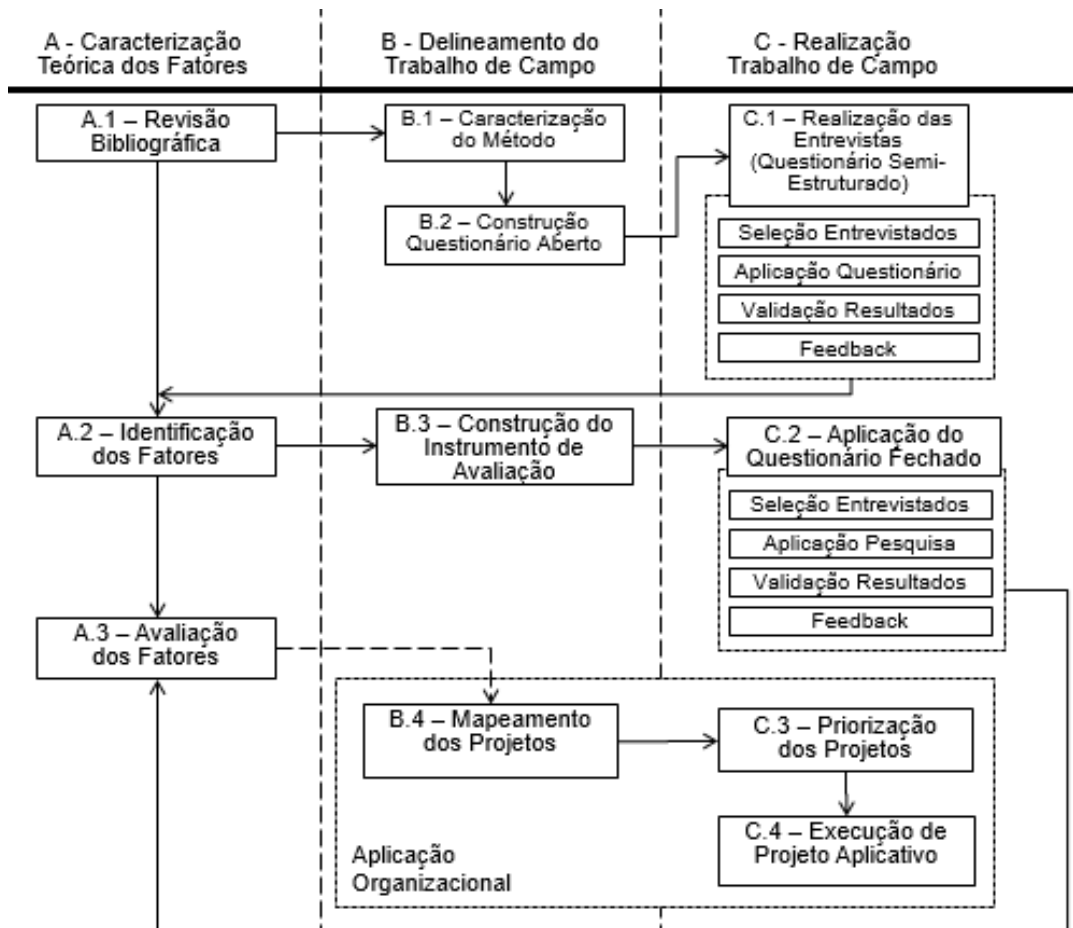 A - Caracterização
Teórica dos Fatores
B - Delineamento do
Trabalho de Campo
C - Realização
Trabalho de Campo
A.1 – Revisão
Bibliográfica
B.1 – Caracterização
do Método
C.1 – Realização das
Entrevistas
(Questionário Semi-
Estruturado)
B.2 – Construção
Questionário Aberto
Seleção Entrevistados
Aplicação Questionário
Validação Resultados
Feedback
A.2 – Identificação
dos Fatores
B.3 – Construção do
Instrumento de
Avaliação
C.2 – Aplicação do
Questionário Fechado
Seleção Entrevistados
Aplicação Pesquisa
Validação Resultados
Feedback
A.3 – Avaliação
dos Fatores
B.4 – Mapeamento
dos Projetos
C.3 – Priorização
dos Projetos
C.4 – Execução de
Projeto Aplicativo
Aplicação
Organizacional